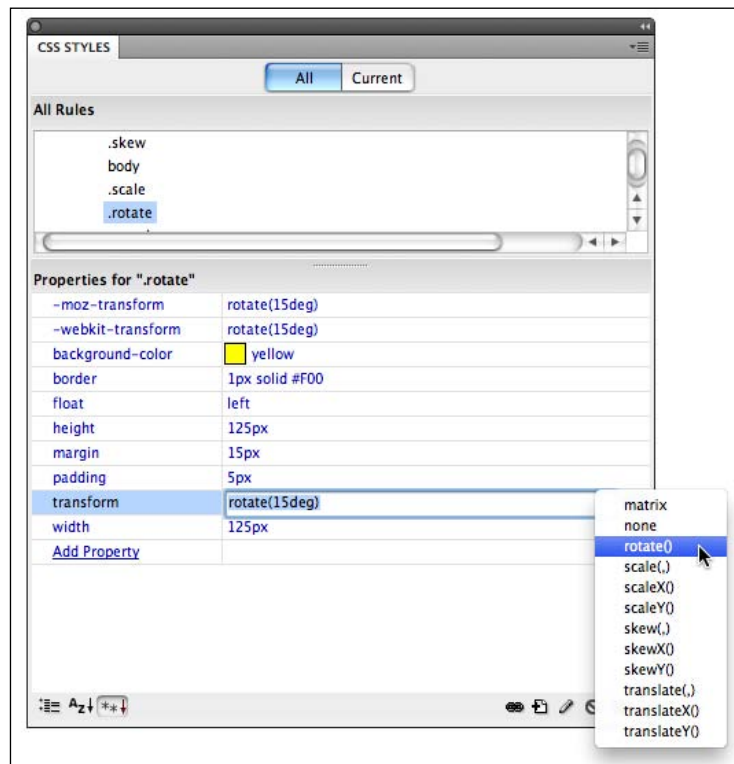 CSS STYLES
All Current
All Rules
.skew
body
.scale
.rotate
Properties for ".rotate"
-moz-transform rotate(15deg)
-webkit-transform rotate(15deg)
background-color yellow
border 1px solid #F00
float left
height 125px
margin 15px
padding 5px
transform rotate(15deg)
width 125px
Add Property
matrix
none
rotate()
scale(,)
scaleX()
scaleY()
skew(,)
skewX()
skewY()
translate(,)
translateX()
translateY()